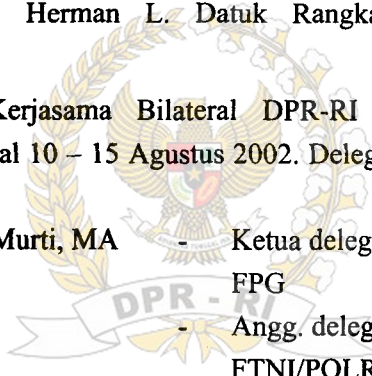 Herman L. Datuk Rangka
Kerjasama Bilateral DPR-RI
al 10 – 15 Agustus 2002. Deleg
Murti, MA - Ketua deleg
FPG
DPR - RI
- Angg. deleg
FTNI/POLR